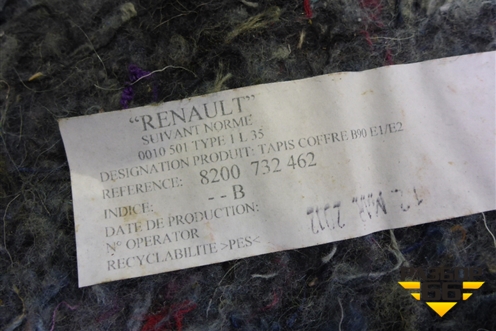 "RENAULT"
SUIVANT NORME
0010 501 TYPE 1 L 35
DESIGNATION PRODUIT: TAPIS COFFRE B90 E1/E2
REFERENCE: 8200 732 462
INDICE: - - B
DATE DE PRODUCTION:
N° OPERATOR
RECYCLABILITE >PES<